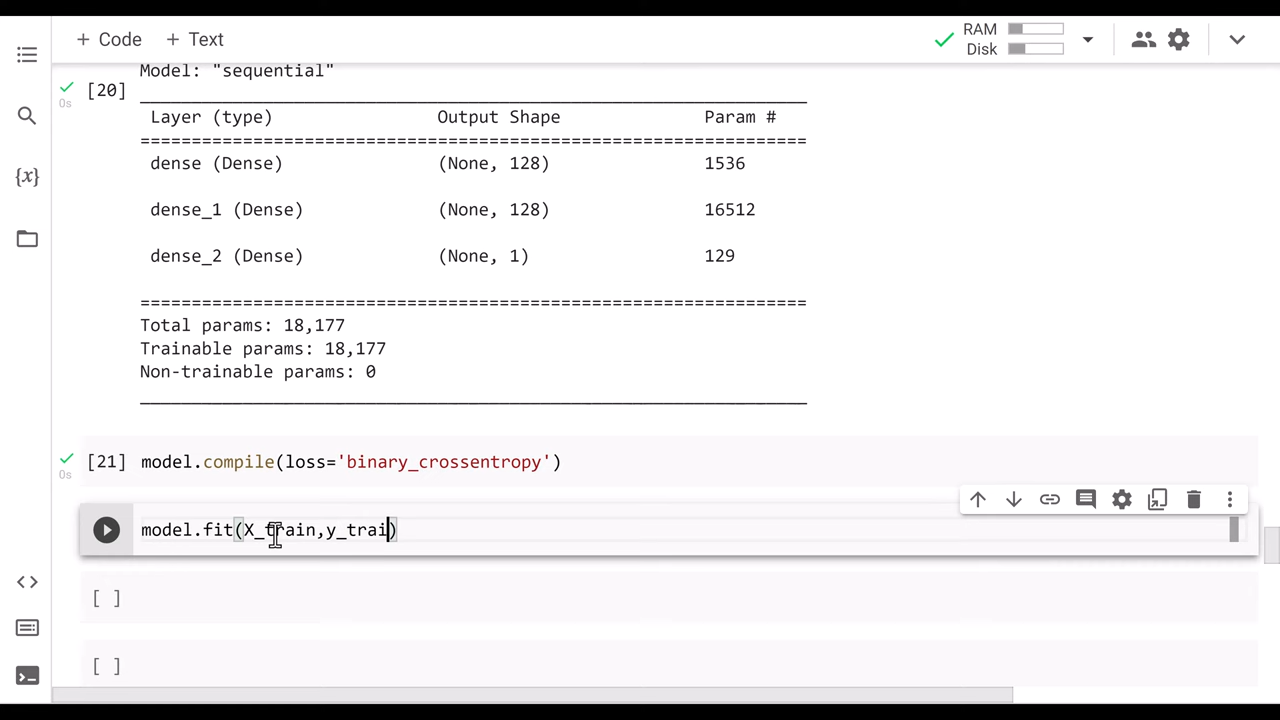 + Code + Text
RAM
Disk
Model: "sequential"
[20]
0s
Layer (type) Output Shape Param #
dense (Dense) (None, 128) 1536
dense_1 (Dense) (None, 128) 16512
dense_2 (Dense) (None, 1) 129
Total params: 18,177
Trainable params: 18,177
Non-trainable params: 0
[21] model.compile(loss='binary_crossentropy')
0s
model.fit(X_train,y_trai)
[ ]
[ ]